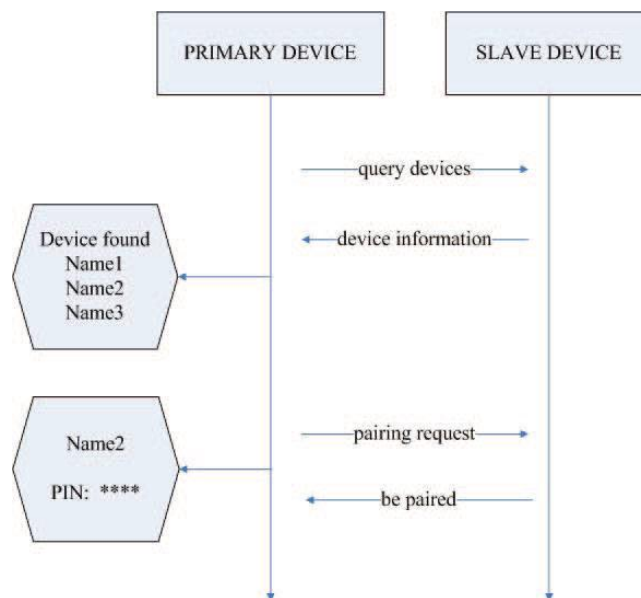 PRIMARY DEVICE
SLAVE DEVICE
query devices
device information
Device found
Name1
Name2
Name3
pairing request
Name2
PIN: ****
be paired